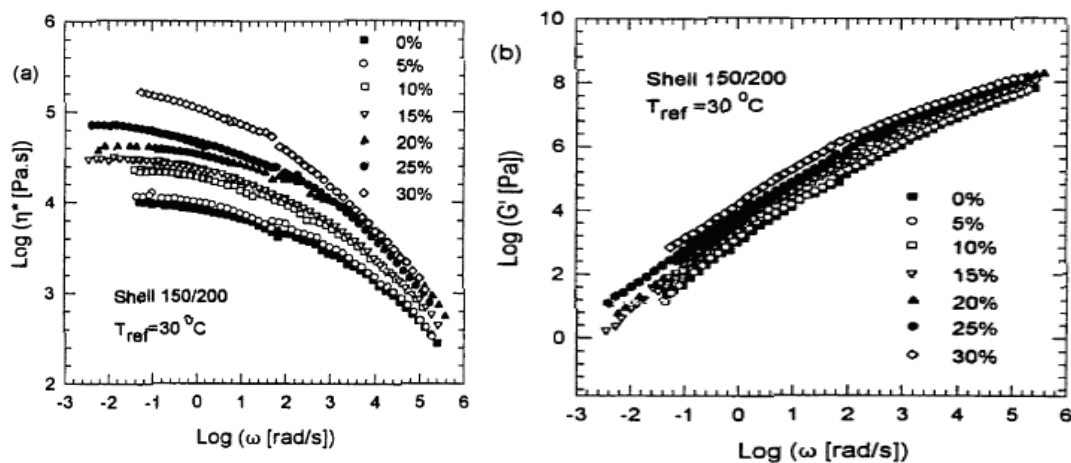 (a)
Log (η* [Pa.s])
6
5
4
3
2
0%
5%
10%
15%
20%
25%
30%
Shell 150/200
Tref=30 °C
-3 -2 -1 0 1 2 3 4 5 6
Log (ω [rad/s])
(b)
Log (G' [Pa])
10
8
6
4
2
0
Shell 150/200
Tref=30 °C
0%
5%
10%
15%
20%
25%
30%
-3 -2 -1 0 1 2 3 4 5 6
Log (ω [rad/s])